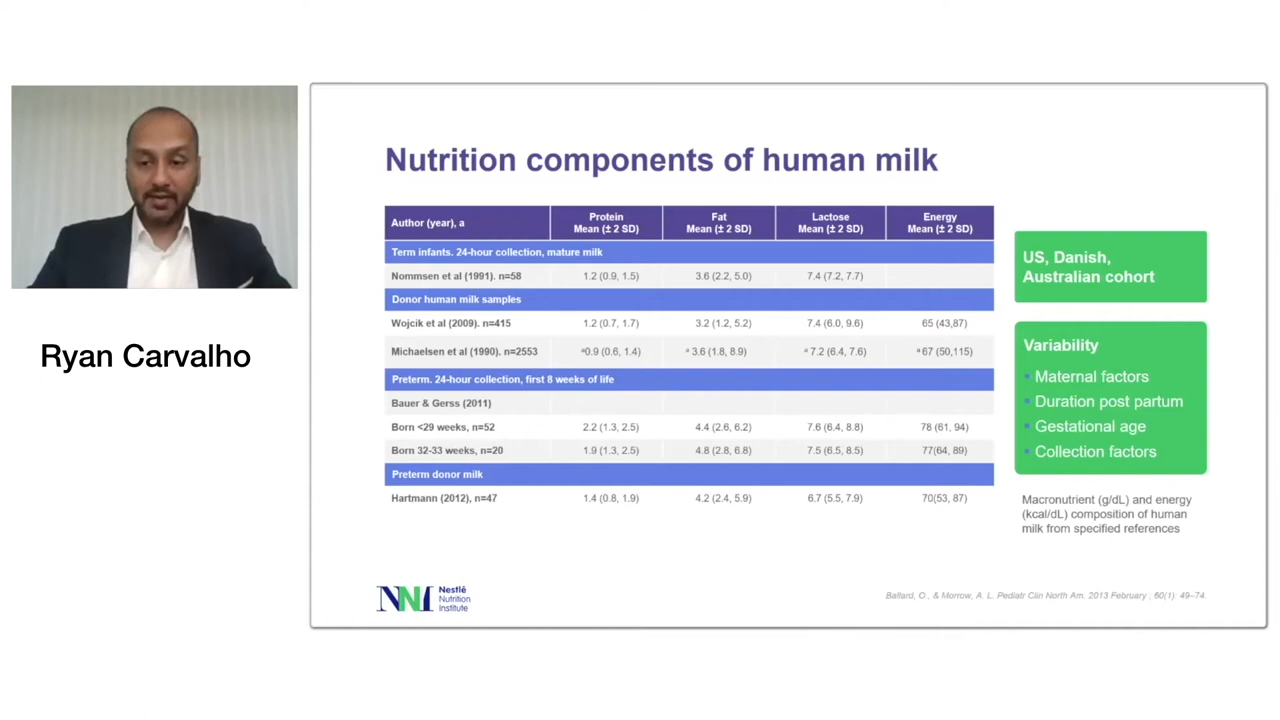 Ryan Carvalho
Nutrition components of human milk
Author (year), a Protein Mean (± 2 SD) Fat Mean (± 2 SD) Lactose Mean (± 2 SD) Energy Mean (± 2 SD)
Term infants. 24-hour collection, mature milk
Nommsen et al (1991). n=58 1.2 (0.9, 1.5) 3.6 (2.2, 5.0) 7.4 (7.2, 7.7)
Donor human milk samples
Wojcik et al (2009). n=415 1.2 (0.7, 1.7) 3.2 (1.2, 5.2) 7.4 (6.0, 9.6) 65 (43,87)
Michaelsen et al (1990). n=2553 ᵃ0.9 (0.6, 1.4) ᵃ 3.6 (1.8, 8.9) ᵃ 7.2 (6.4, 7.6) ᵃ 67 (50,115)
Preterm. 24-hour collection, first 8 weeks of life
Bauer & Gerss (2011)
Born <29 weeks, n=52 2.2 (1.3, 2.5) 4.4 (2.6, 6.2) 7.6 (6.4, 8.8) 78 (61, 94)
Born 32-33 weeks, n=20 1.9 (1.3, 2.5) 4.8 (2.8, 6.8) 7.5 (6.5, 8.5) 77(64, 89)
Preterm donor milk
Hartmann (2012), n=47 1.4 (0.8, 1.9) 4.2 (2.4, 5.9) 6.7 (5.5, 7.9) 70(53, 87)
US, Danish,
Australian cohort
Variability
Maternal factors
Duration post partum
Gestational age
Collection factors
Macronutrient (g/dL) and energy
(kcal/dL) composition of human
milk from specified references
NNI
Nestlé
Nutrition
Institute
Ballard, O., & Morrow, A. L. Pediatr Clin North Am. 2013 February ; 60(1): 49–74.